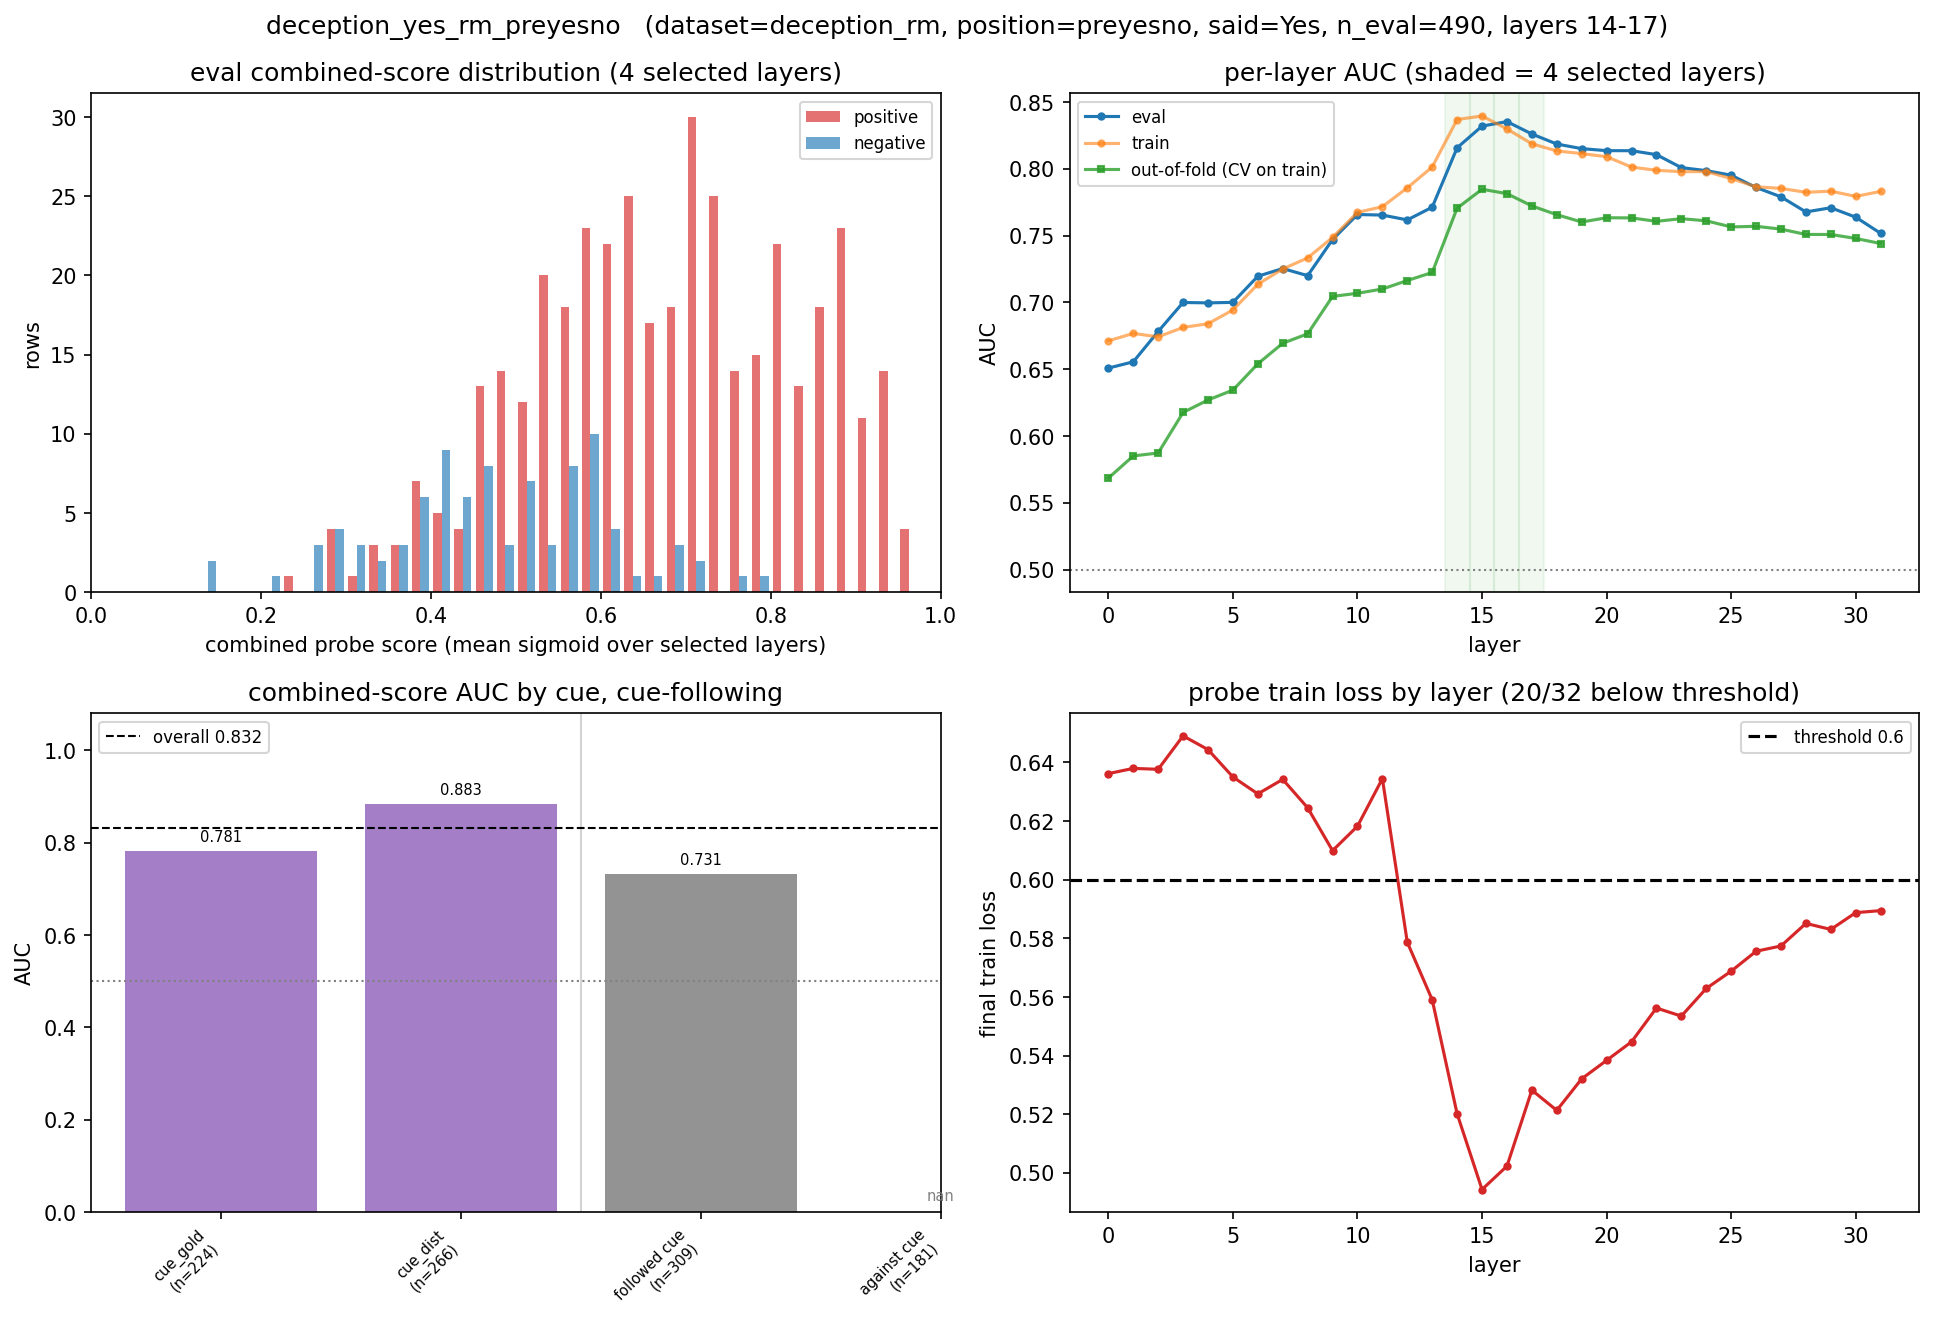 deception_yes_rm_preyesno   (dataset=deception_rm, position=preyesno, said=Yes, n_eval=490, layers 14-17)
eval combined-score distribution (4 selected layers)
positive
negative
30
25
20
15
10
5
0
rows
0.0 0.2 0.4 0.6 0.8 1.0
combined probe score (mean sigmoid over selected layers)
per-layer AUC (shaded = 4 selected layers)
eval
train
out-of-fold (CV on train)
0.85
0.80
0.75
0.70
0.65
0.60
0.55
0.50
AUC
0 5 10 15 20 25 30
layer
combined-score AUC by cue, cue-following
overall 0.832
1.0
0.8
0.6
0.4
0.2
0.0
AUC
0.781
0.883
0.731
nan
cue_gold
(n=224)
cue_dist
(n=266)
followed cue
(n=309)
against cue
(n=181)
probe train loss by layer (20/32 below threshold)
threshold 0.6
0.64
0.62
0.60
0.58
0.56
0.54
0.52
0.50
final train loss
0 5 10 15 20 25 30
layer